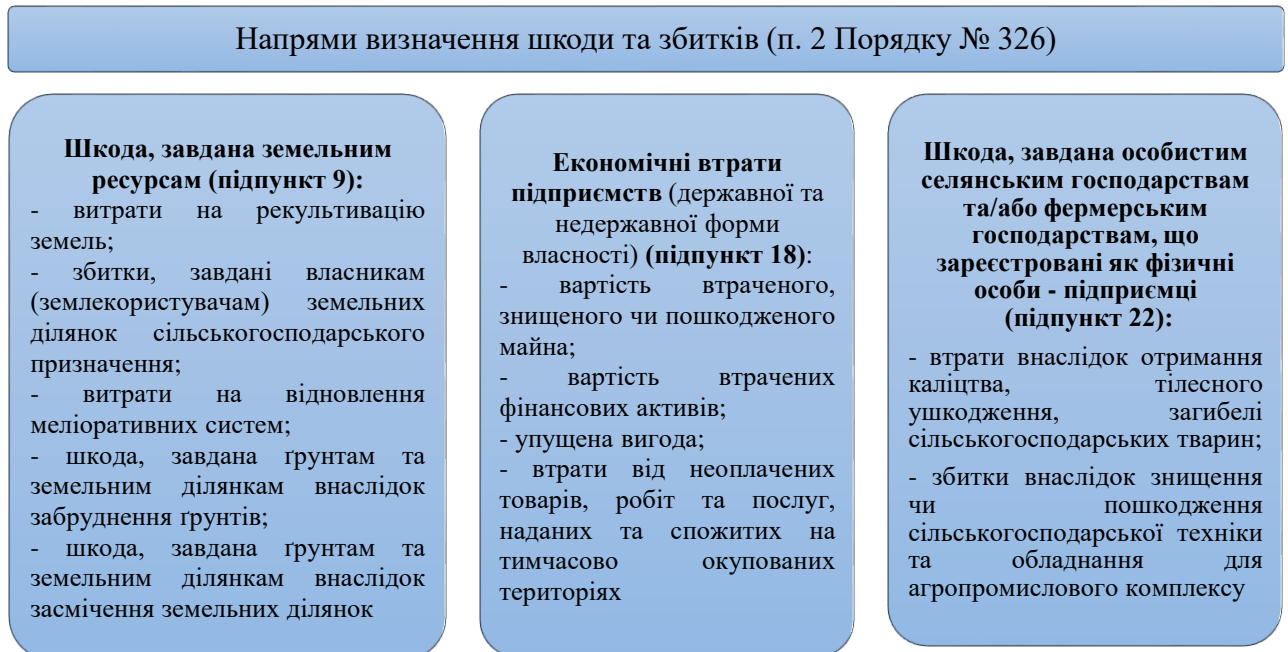 Напрями визначення шкоди та збитків (п. 2 Порядку № 326)
Шкода, завдана земельним
ресурсам (підпункт 9):
- витрати на рекультивацію
земель;
- збитки, завдані власникам
(землекористувачам) земельних
ділянок сільськогосподарського
призначення;
- витрати на відновлення
меліоративних систем;
- шкода, завдана ґрунтам та
земельним ділянкам внаслідок
забруднення ґрунтів;
- шкода, завдана ґрунтам та
земельним ділянкам внаслідок
засмічення земельних ділянок
Економічні втрати
підприємств (державної та
недержавної форми
власності) (підпункт 18):
- вартість втраченого,
знищеного чи пошкодженого
майна;
- вартість втрачених
фінансових активів;
- упущена вигода;
- втрати від неоплачених
товарів, робіт та послуг,
наданих та спожитих на
тимчасово окупованих
територіях
Шкода, завдана особистим
селянським господарствам
та/або фермерським
господарствам, що
зареєстровані як фізичні
особи - підприємці
(підпункт 22):
- втрати внаслідок отримання
каліцтва, тілесного
ушкодження, загибелі
сільськогосподарських тварин;
- збитки внаслідок знищення
чи пошкодження
сільськогосподарської техніки
та обладнання для
агропромислового комплексу